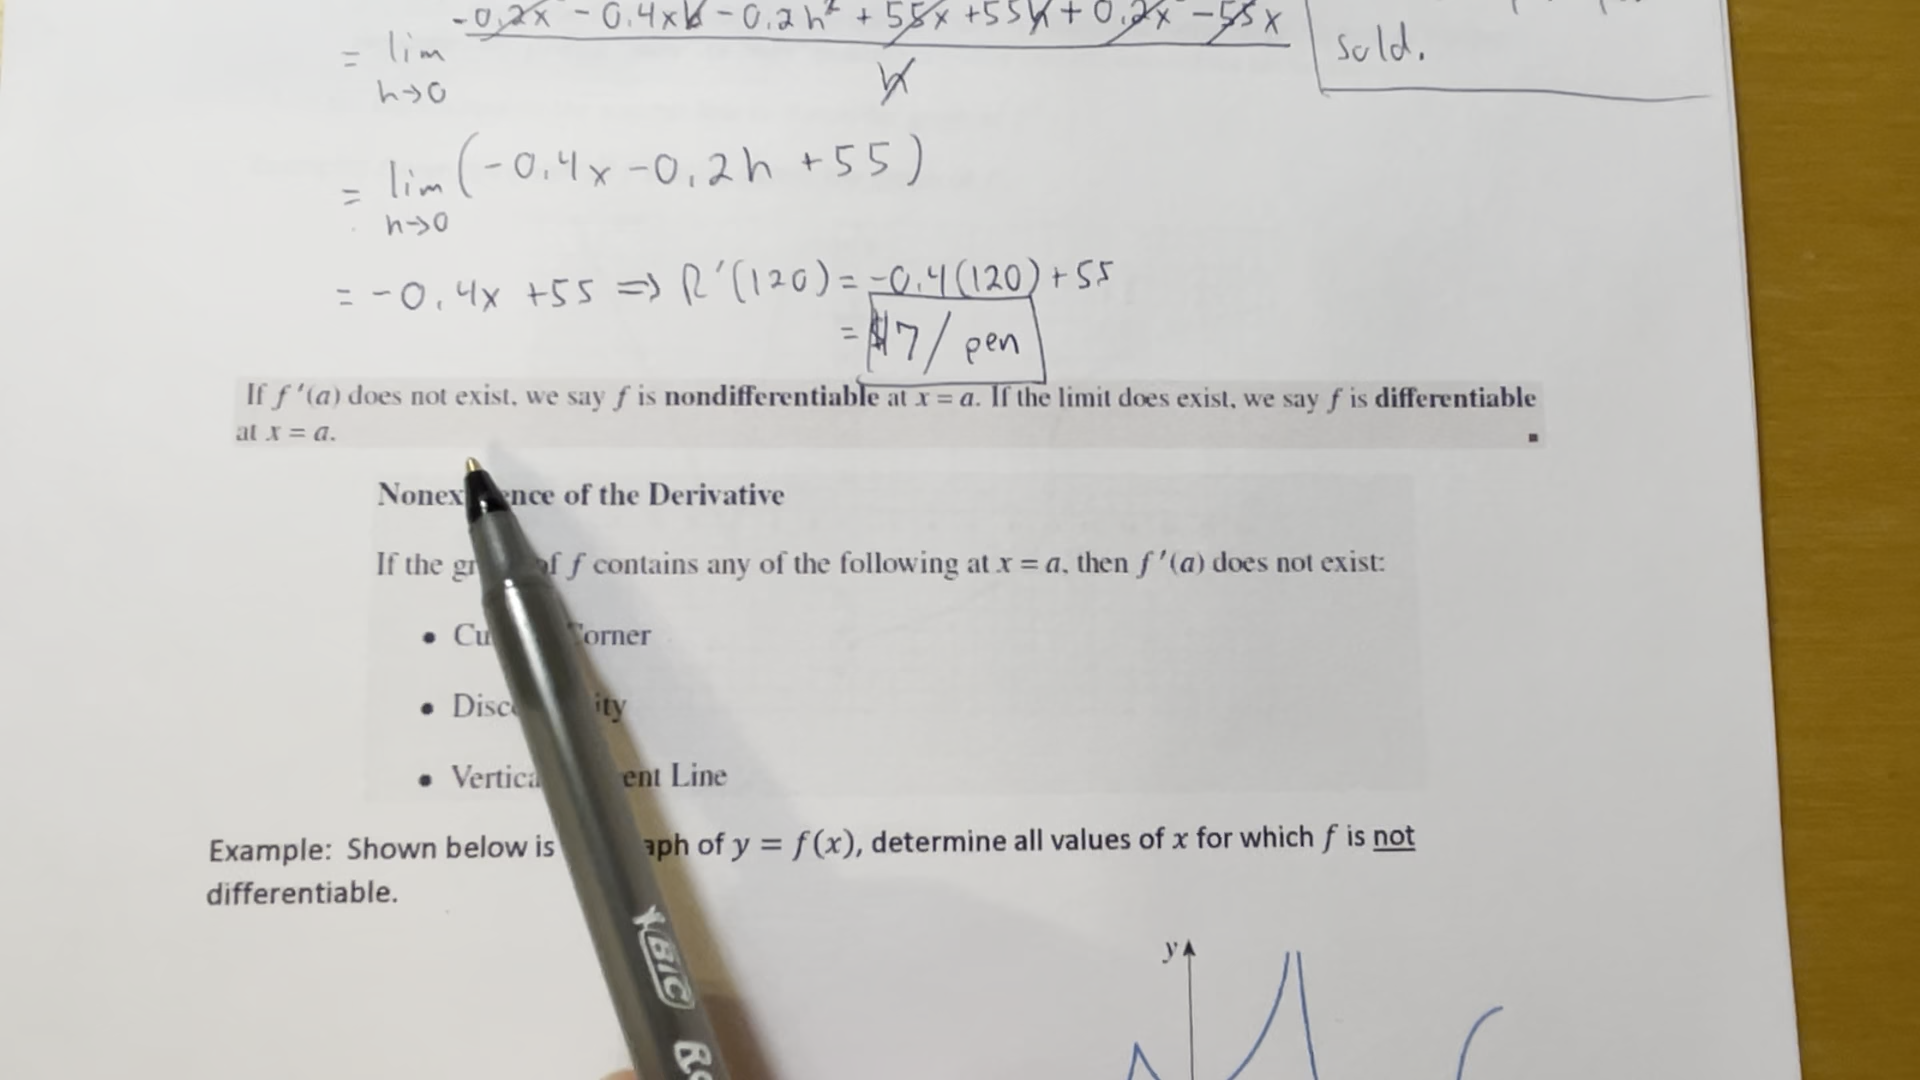 -0.2x - 0.4xh - 0.2h² + 55x + 55h + 0.2x - 55x
= lim
h→0
h
sold.
= lim (-0.4x - 0.2h + 55)
h→0
= -0.4x + 55 ⇒ R'(120) = -0.4(120) + 55
= $7/ pen
If f ′(a) does not exist, we say f is nondifferentiable at x = a. If the limit does exist, we say f is differentiable
at x = a.
Nonex nce of the Derivative
If the gr of f contains any of the following at x = a, then f ′(a) does not exist:
• Cu Corner
• Disc ity
• Vertica ent Line
Example: Shown below is aph of y = f(x), determine all values of x for which f is not
differentiable.
BIC
y